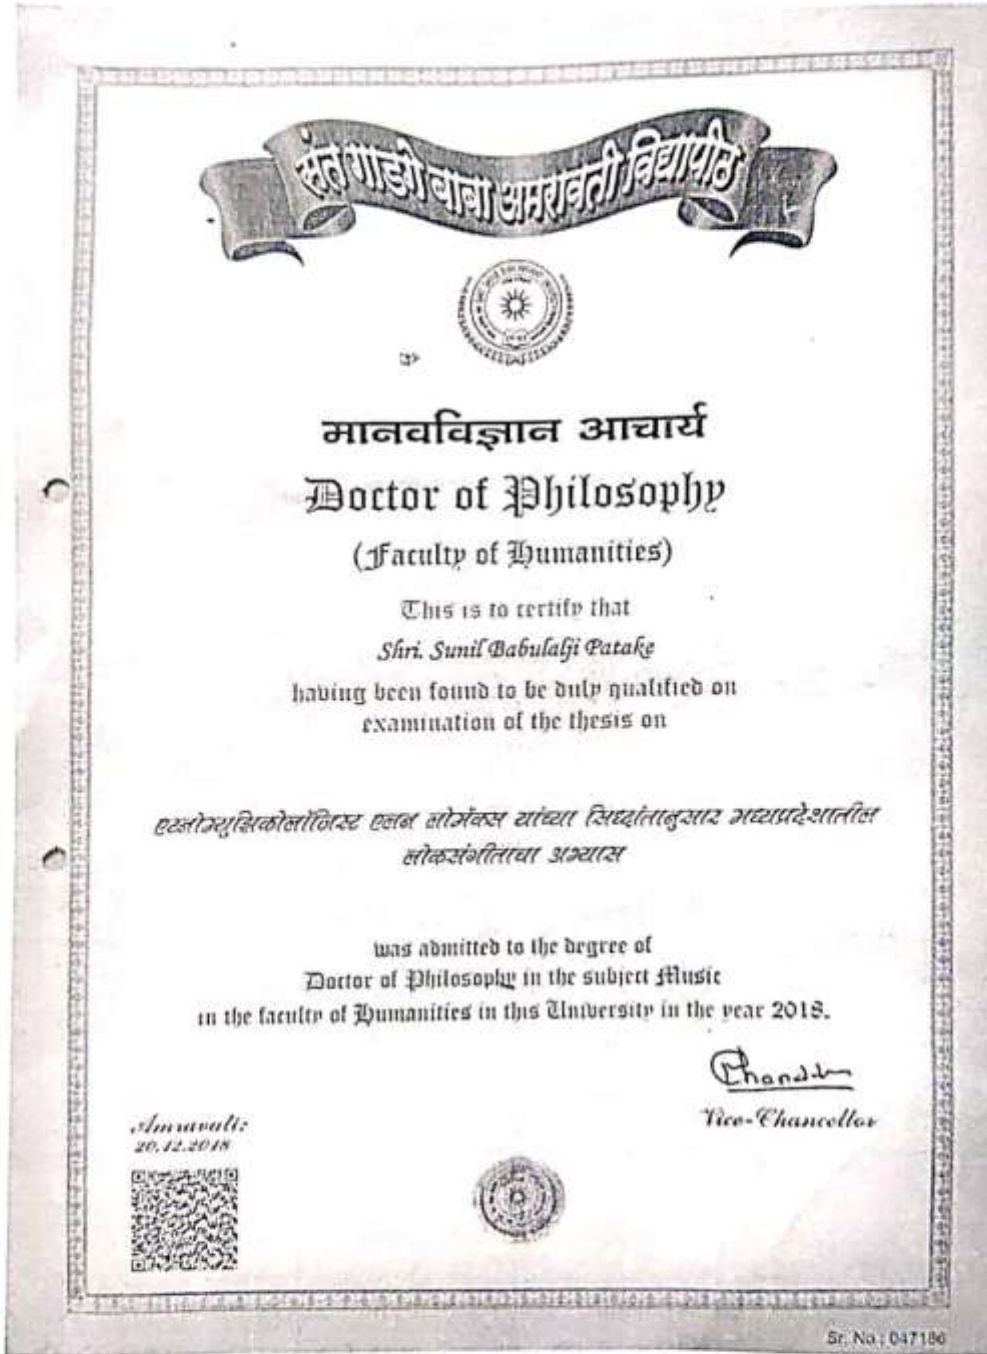 संत गाडगे बाबा अमरावती विद्यापीठ
मानवविज्ञान आचार्य
Doctor of Philosophy
(Faculty of Humanities)
This is to certify that
Shri. Sunil Babulalji Patake
having been found to be duly qualified on
examination of the thesis on
एटनोम्युझिकोलॉजिस्ट एलन लोमॅक्स यांच्या सिध्दांतानुसार मध्यप्रदेशातील
लोकसंगीताचा अभ्यास
was admitted to the degree of
Doctor of Philosophy in the subject Music
in the faculty of Humanities in this University in the year 2018.
Vice-Chancellor
Amravati:
20.12.2018
Sr. No.: 047186